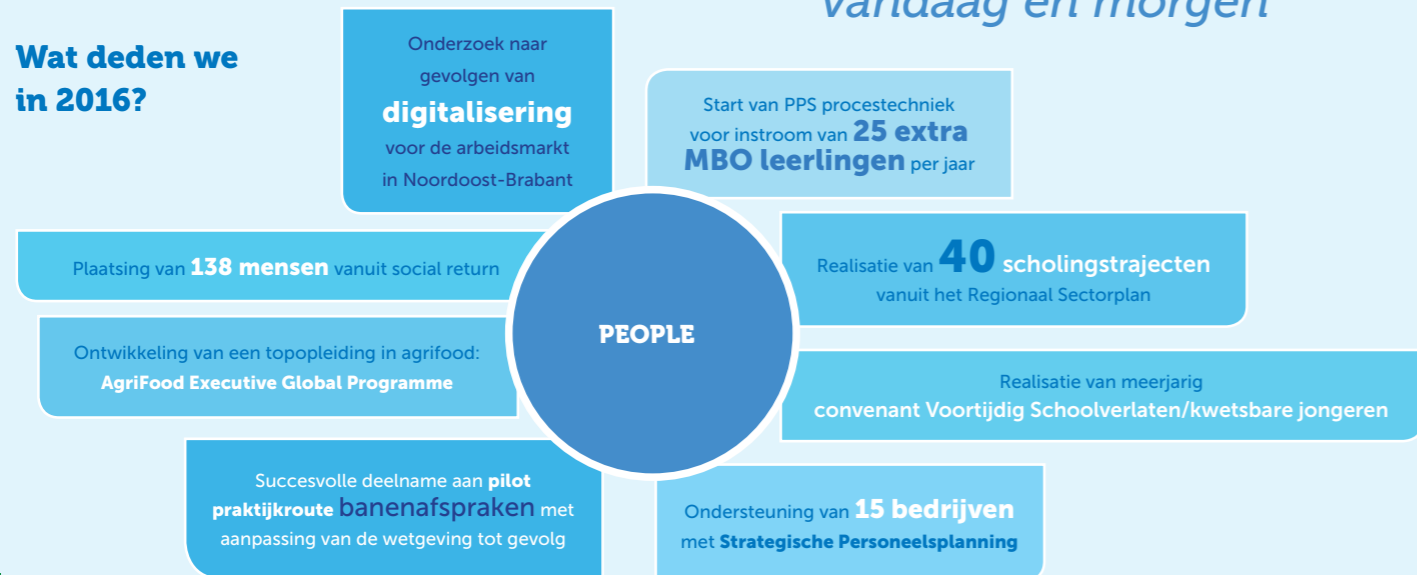 vandaag en morgen
Wat deden we
in 2016?
Onderzoek naar
gevolgen van
digitalisering
voor de arbeidsmarkt
in Noordoost-Brabant
Start van PPS procestechniek
voor instroom van 25 extra
MBO leerlingen per jaar
Plaatsing van 138 mensen vanuit social return
Realisatie van 40 scholingstrajecten
vanuit het Regionaal Sectorplan
PEOPLE
Ontwikkeling van een topopleiding in agrifood:
AgriFood Executive Global Programme
Realisatie van meerjarig
convenant Voortijdig Schoolverlaten/kwetsbare jongeren
Succesvolle deelname aan pilot
praktijkroute banenafspraken met
aanpassing van de wetgeving tot gevolg
Ondersteuning van 15 bedrijven
met Strategische Personeelsplanning